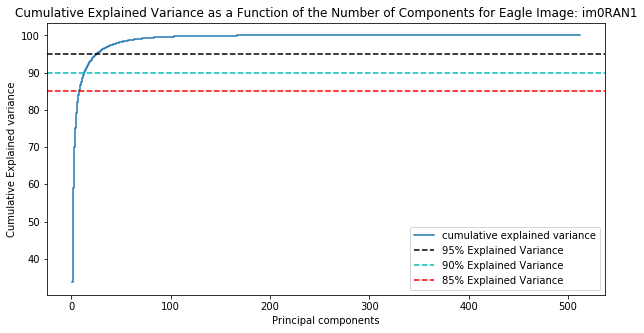 Cumulative Explained Variance as a Function of the Number of Components for Eagle Image: im0RAN1
Cumulative Explained variance
100
90
80
70
60
50
40
cumulative explained variance
95% Explained Variance
90% Explained Variance
85% Explained Variance
0
100
200
300
400
500
Principal components